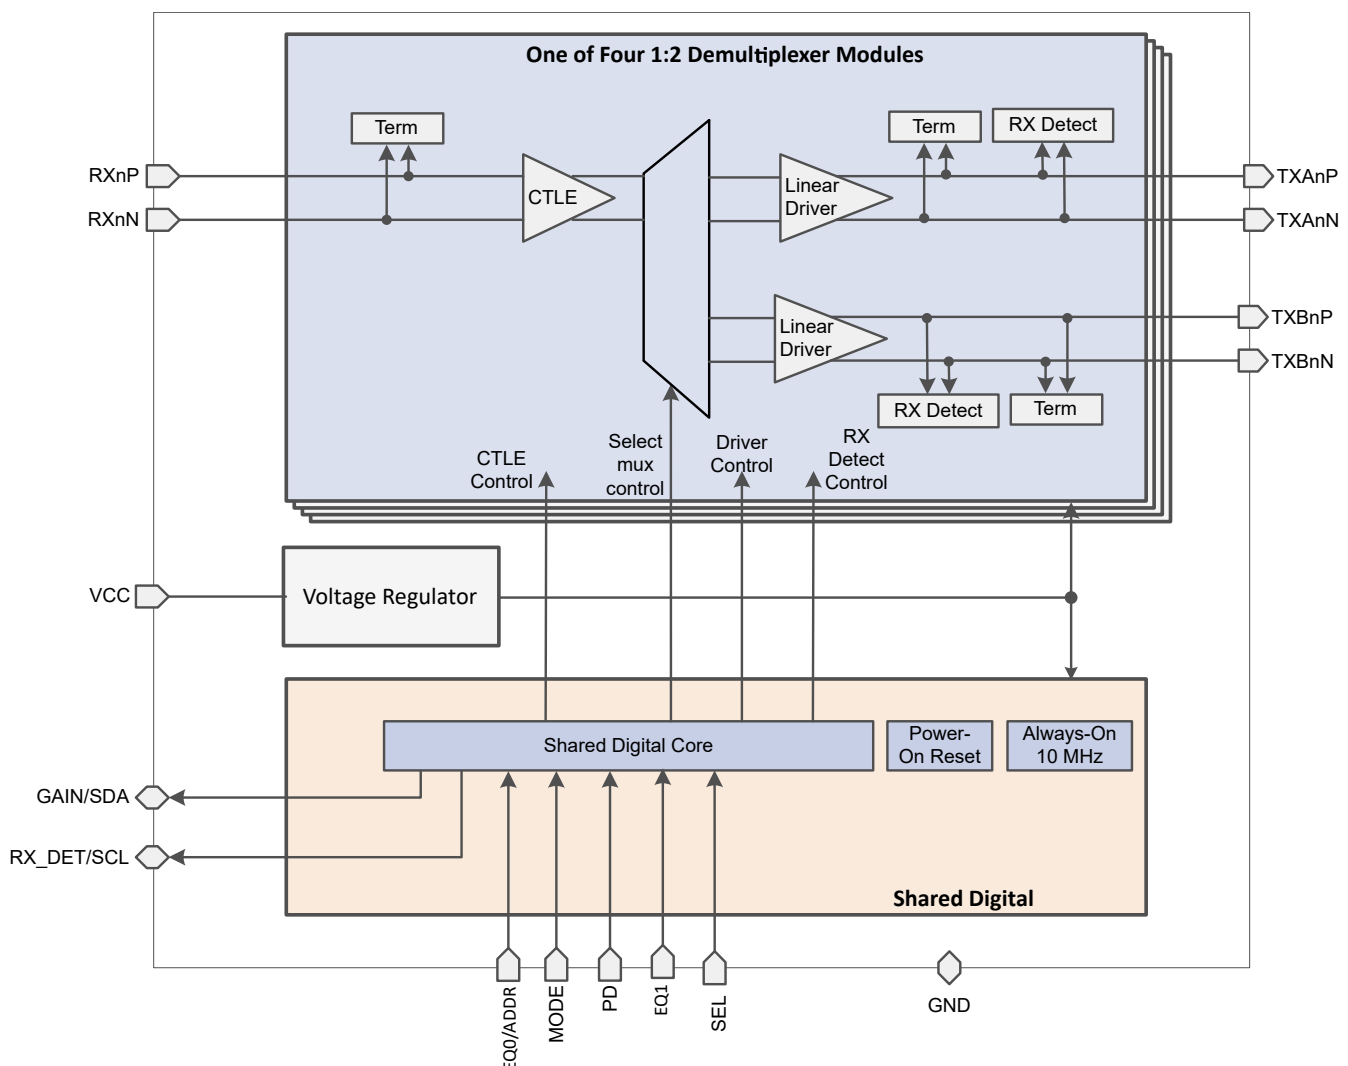 One of Four 1:2 Demultiplexer Modules
Term
Term
RX Detect
RXnP
RXnN
CTLE
Linear
Driver
TXAnP
TXAnN
Linear
Driver
TXBnP
TXBnN
RX Detect
Term
CTLE
Control
Select
mux
control
Driver
Control
RX
Detect
Control
VCC
Voltage Regulator
Shared Digital Core
Power-
On Reset
Always-On
10 MHz
GAIN/SDA
RX_DET/SCL
Shared Digital
EQ0/ADDR
MODE
PD
EQ1
SEL
GND